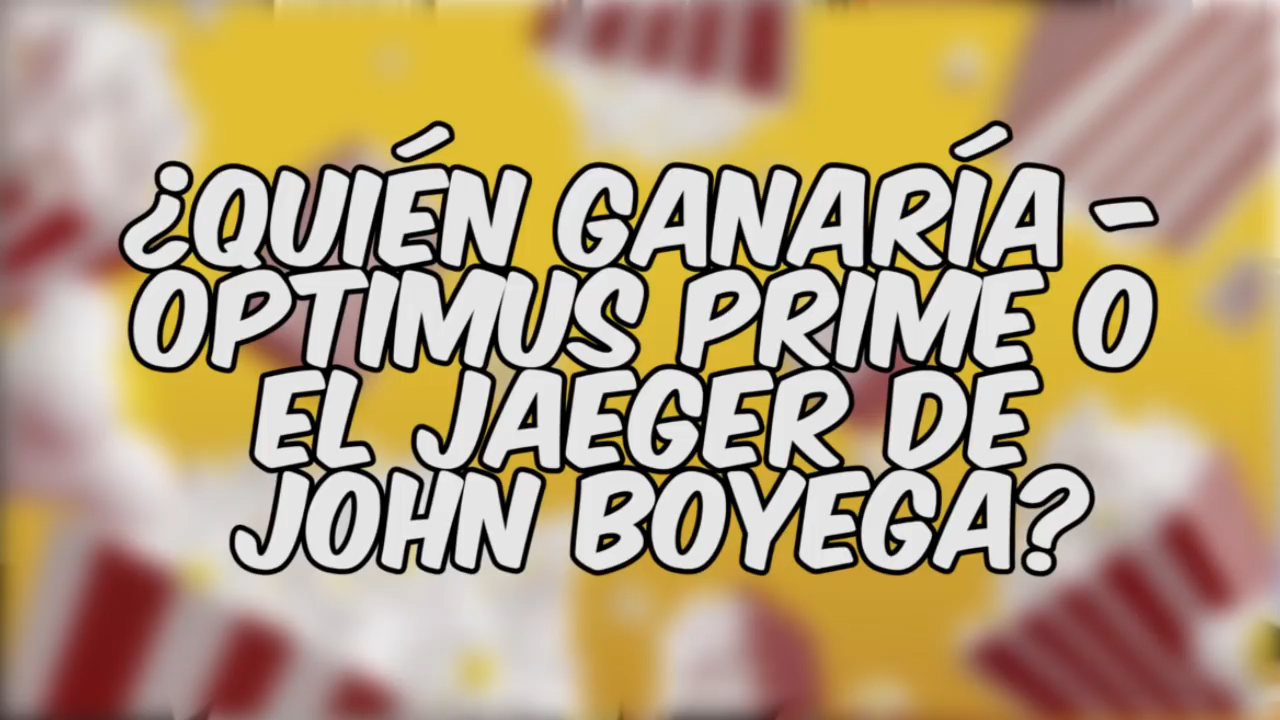 ¿QUIÉN GANARÍA -
OPTIMUS PRIME O
EL JAEGER DE
JOHN BOYEGA?